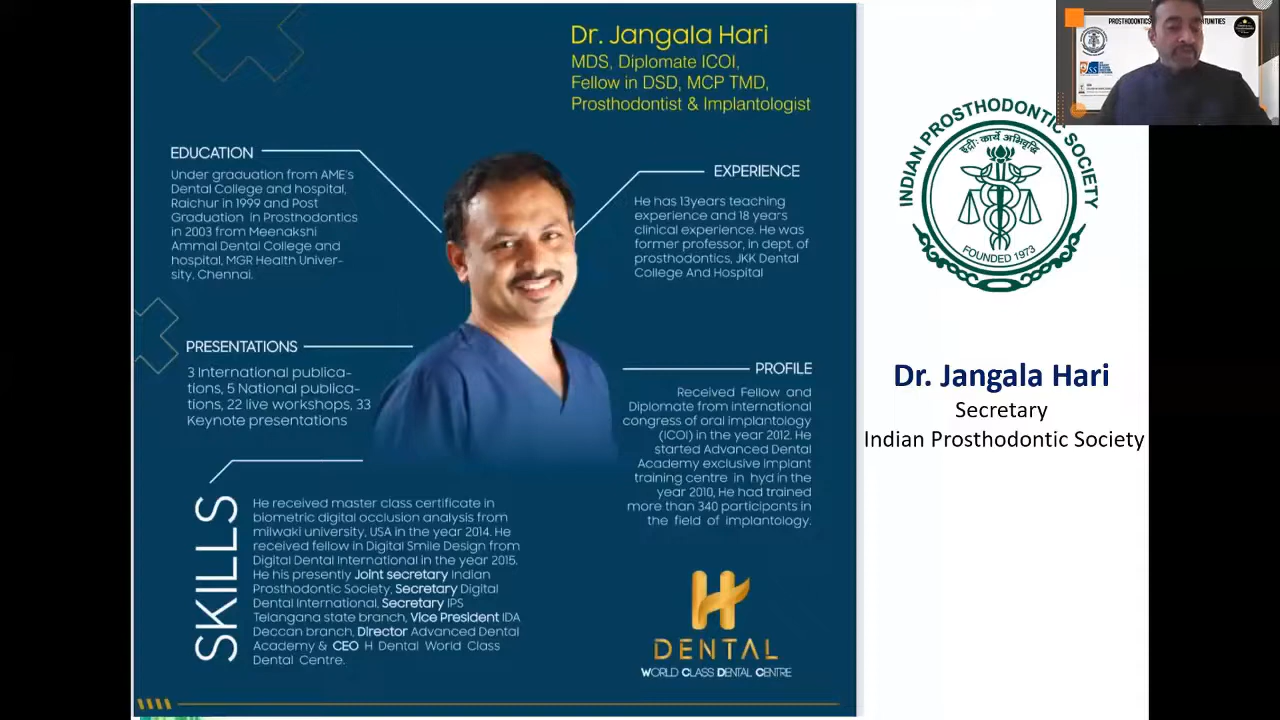 Dr. Jangala Hari
MDS, Diplomate ICOI,
Fellow in DSD, MCP TMD,
Prosthodontist & Implantologist
EDUCATION
Under graduation from AME's
Dental College and hospital,
Raichur in 1999 and Post
Graduation in Prosthodontics
in 2003 from Meenakshi
Ammal Dental College and
hospital, MGR Health Univer-
sity, Chennai.
EXPERIENCE
He has 13years teaching
experience and 18 years
clinical experience. He was
former professor, in dept. of
prosthodontics, JKK Dental
College And Hospital
PRESENTATIONS
3 International publica-
tions, 5 National publica-
tions, 22 live workshops, 33
Keynote presentations
PROFILE
Received Fellow and
Diplomate from international
congress of oral implantology
(ICOI) in the year 2012. He
started Advanced Dental
Academy exclusive implant
training centre in hyd in the
year 2010, He had trained
more than 340 participants in
the field of implantology.
SKILLS
He received master class certificate in
biometric digital occlusion analysis from
milwaki university, USA in the year 2014. He
received fellow in Digital Smile Design from
Digital Dental International in the year 2015.
He his presently Joint secretary Indian
Prosthodontic Society, Secretary Digital
Dental International, Secretary IPS
Telangana state branch, Vice President IDA
Deccan branch, Director Advanced Dental
Academy & CEO H Dental World Class
Dental Centre.
H
DENTAL
WORLD CLASS DENTAL CENTRE
PROSTHODONTICS
INDIAN PROSTHODONTIC SOCIETY
FOUNDED 1973
Dr. Jangala Hari
Secretary
Indian Prosthodontic Society